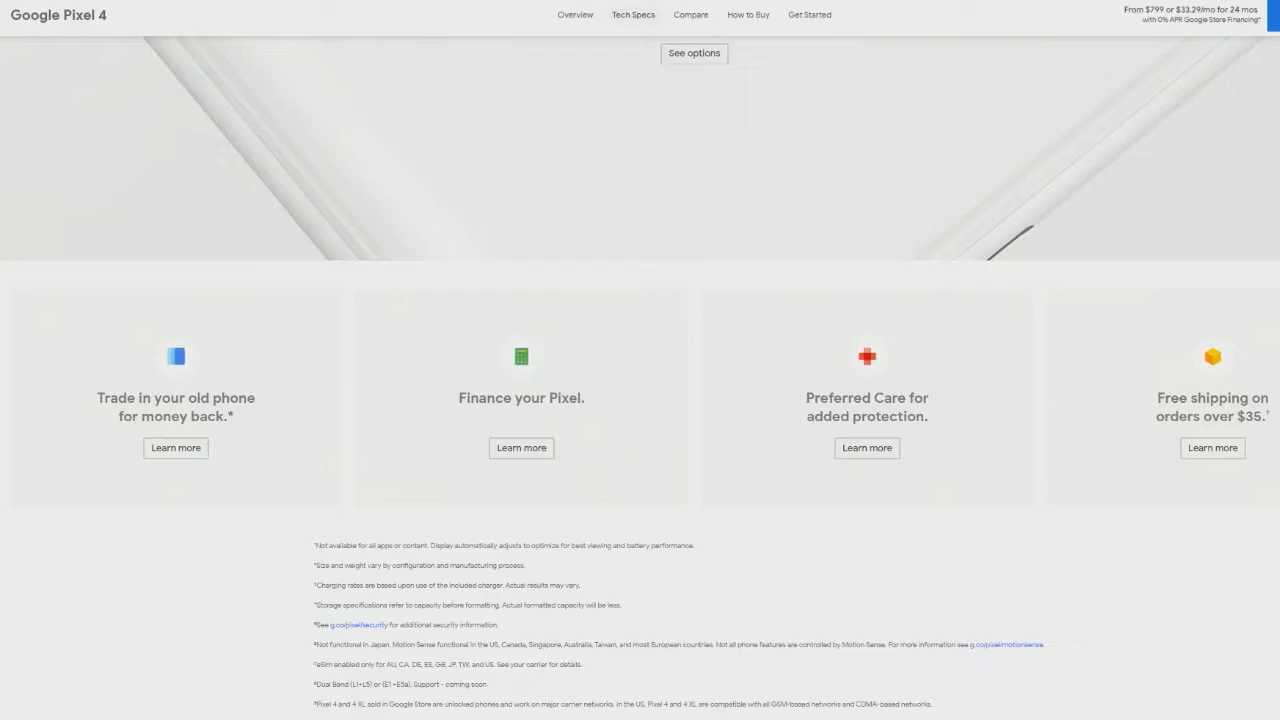 Google Pixel 4
Overview Tech Specs Compare How to Buy Get Started
From $799 or $33.29/mo for 24 mos
with 0% APR Google Store Financing*
See options
Trade in your old phone
for money back.*
Learn more
Finance your Pixel.
Learn more
Preferred Care for
added protection.
Learn more
Free shipping on
orders over $35.†
Learn more
Not available for all apps or content. Display automatically adjusts to optimize for best viewing and battery performance.
Size and weight vary by configuration and manufacturing process.
Charging rates are based upon use of the included charger. Actual results may vary.
Storage specifications refer to capacity before formatting. Actual formatted capacity will be less.
See g.co/pixel/security for additional security information.
Not functional in Japan. Motion Sense functional in the US, Canada, Singapore, Australia, Taiwan, and most European countries. Not all phone features are controlled by Motion Sense. For more information see g.co/pixel/motionsense.
eSim enabled only for AU, CA, DE, ES, GB, JP, TW, and US. See your carrier for details.
Dual Band (L1+L5) or (E1 +E5a). Support - coming soon
Pixel 4 and 4 XL sold in Google Store are unlocked phones and work on major carrier networks. In the US, Pixel 4 and 4 XL are compatible with all GSM-based networks and CDMA-based networks.